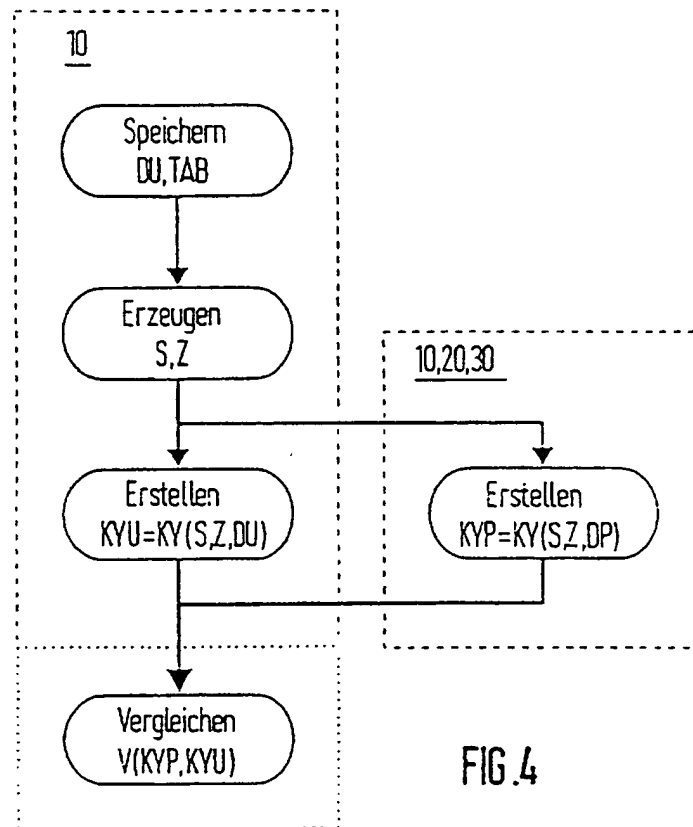 10
Speichern
DU,TAB
Erzeugen
S,Z
10,20,30
Erstellen
KYU=KY(S,Z,DU)
Erstellen
KYP=KY(S,Z,DP)
Vergleichen
V(KYP,KYU)
FIG.4